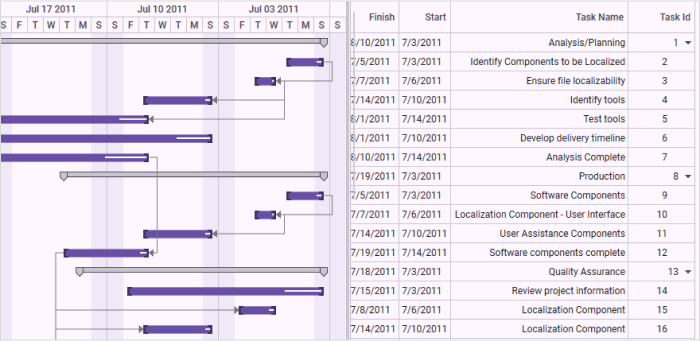 Jul 17 2011 Jul 10 2011 Jul 03 2011
S F T W T M S S F T W T M S S F T W T M S S
Finish Start Task Name Task Id
8/10/2011 7/3/2011 Analysis/Planning 1
7/5/2011 7/3/2011 Identify Components to be Localized 2
7/7/2011 7/6/2011 Ensure file localizability 3
7/14/2011 7/10/2011 Identify tools 4
8/1/2011 7/14/2011 Test tools 5
8/1/2011 7/10/2011 Develop delivery timeline 6
8/10/2011 7/14/2011 Analysis Complete 7
7/19/2011 7/3/2011 Production 8
7/5/2011 7/3/2011 Software Components 9
7/7/2011 7/6/2011 Localization Component - User Interface 10
7/14/2011 7/10/2011 User Assistance Components 11
7/19/2011 7/14/2011 Software components complete 12
7/18/2011 7/3/2011 Quality Assurance 13
7/15/2011 7/3/2011 Review project information 14
7/8/2011 7/6/2011 Localization Component 15
7/14/2011 7/10/2011 Localization Component 16